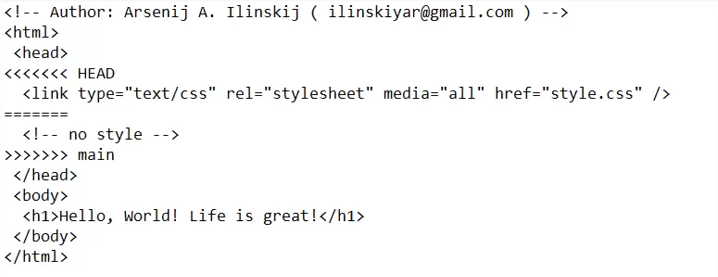 <!-- Author: Arsenij A. Ilinskij ( ilinskiyar@gmail.com ) -->
<html>
 <head>
<<<<<<< HEAD
  <link type="text/css" rel="stylesheet" media="all" href="style.css" />
=======
  <!-- no style -->
>>>>>>> main
 </head>
 <body>
  <h1>Hello, World! Life is great!</h1>
 </body>
</html>